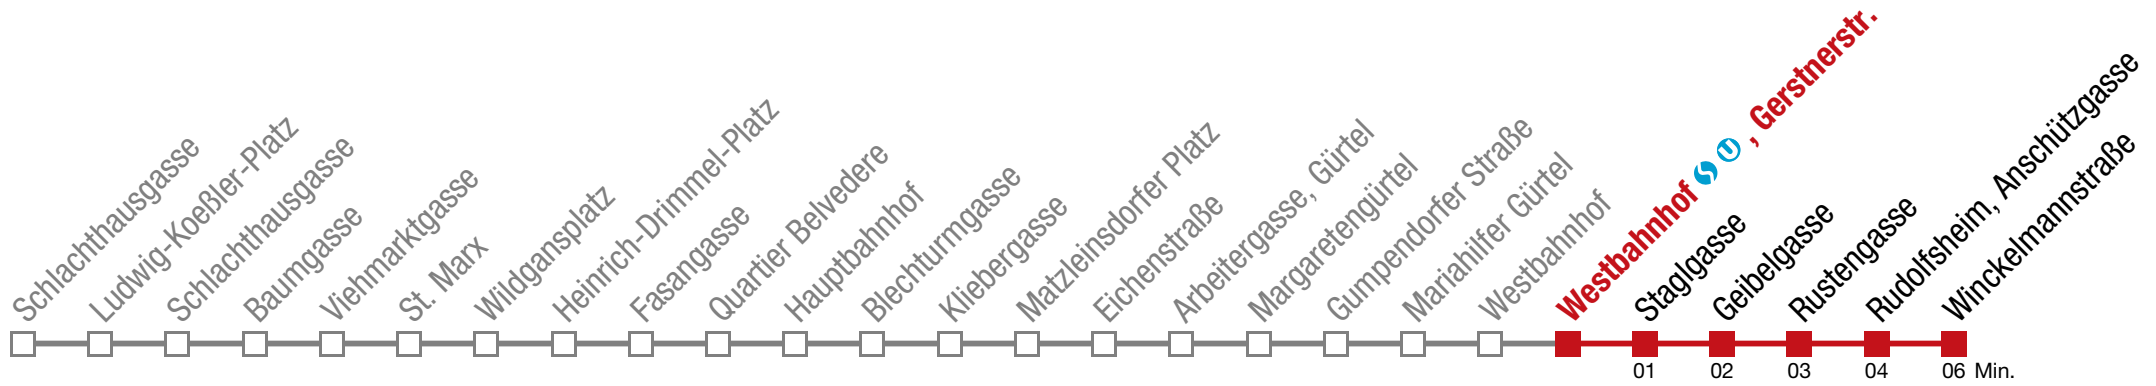 Schlachthausgasse
Ludwig-Koeßler-Platz
Schlachthausgasse
Baumgasse
Viehmarktgasse
St. Marx
Wildgansplatz
Heinrich-Drimmel-Platz
Fasangasse
Quartier Belvedere
Hauptbahnhof
Blechturmgasse
Kliebergasse
Matzleinsdorfer Platz
Eichenstraße
Arbeitergasse, Gürtel
Margaretengürtel
Gumpendorfer Straße
Mariahilfer Gürtel
Westbahnhof
Westbahnhof S U, Gerstnerstr.
Staglgasse
Geibelgasse
Rustengasse
Rudolfsheim, Anschützgasse
Winckelmannstraße
01 02 03 04 06 Min.